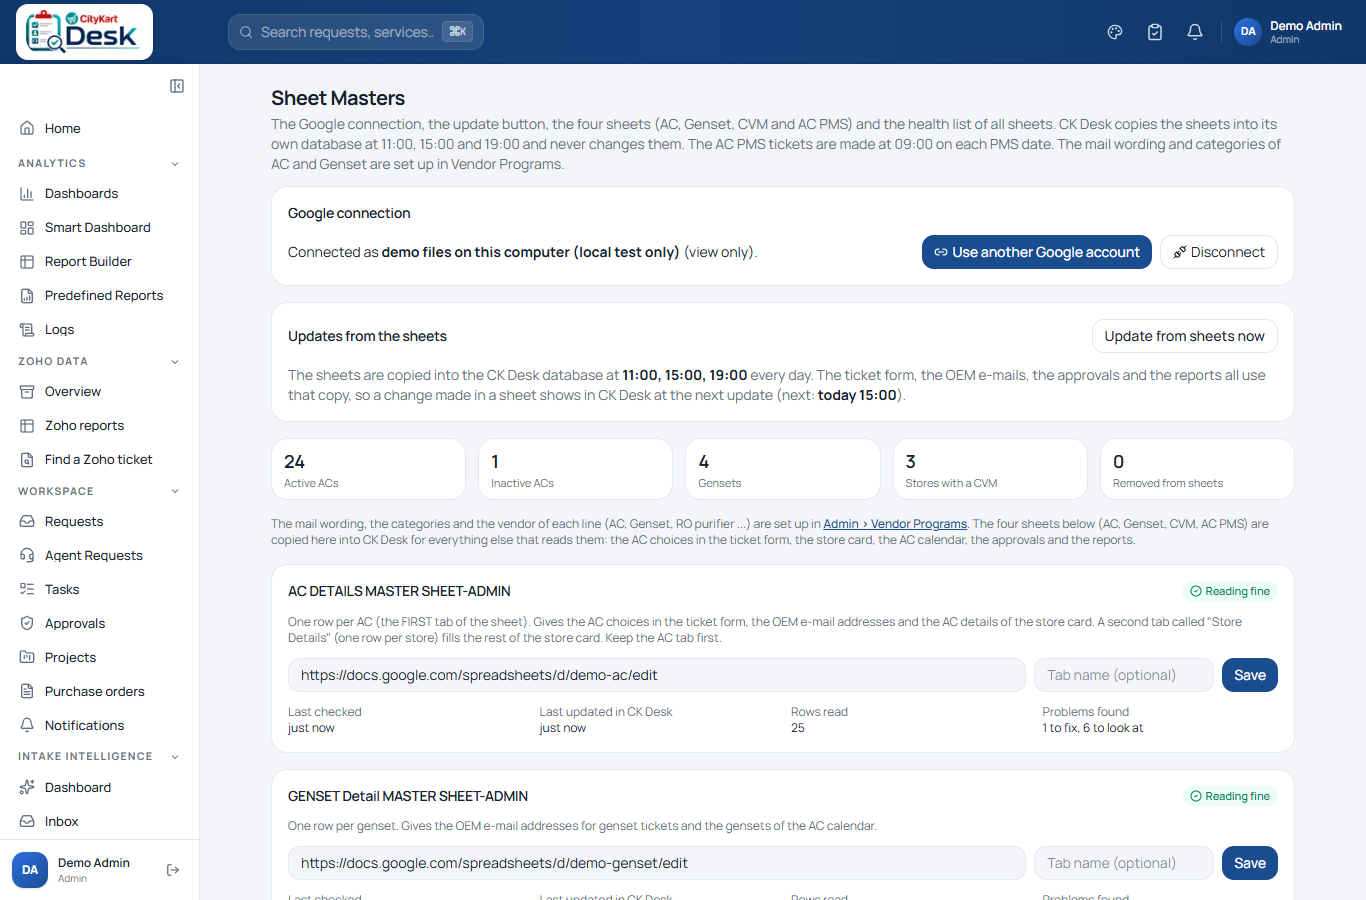 CityKart
Desk
Search requests, services..
⌘K
DA
Demo Admin
Admin
Home
ANALYTICS
Dashboards
Smart Dashboard
Report Builder
Predefined Reports
Logs
ZOHO DATA
Overview
Zoho reports
Find a Zoho ticket
WORKSPACE
Requests
Agent Requests
Tasks
Approvals
Projects
Purchase orders
Notifications
INTAKE INTELLIGENCE
Dashboard
Inbox
DA
Demo Admin
Admin
Sheet Masters
The Google connection, the update button, the four sheets (AC, Genset, CVM and AC PMS) and the health list of all sheets. CK Desk copies the sheets into its
own database at 11:00, 15:00 and 19:00 and never changes them. The AC PMS tickets are made at 09:00 on each PMS date. The mail wording and categories of
AC and Genset are set up in Vendor Programs.
Google connection
Connected as demo files on this computer (local test only) (view only).
Use another Google account
Disconnect
Updates from the sheets
Update from sheets now
The sheets are copied into the CK Desk database at 11:00, 15:00, 19:00 every day. The ticket form, the OEM e-mails, the approvals and the reports all use
that copy, so a change made in a sheet shows in CK Desk at the next update (next: today 15:00).
24
Active ACs
1
Inactive ACs
4
Gensets
3
Stores with a CVM
0
Removed from sheets
The mail wording, the categories and the vendor of each line (AC, Genset, RO purifier ...) are set up in Admin > Vendor Programs. The four sheets below (AC, Genset, CVM, AC PMS) are
copied here into CK Desk for everything else that reads them: the AC choices in the ticket form, the store card, the AC calendar, the approvals and the reports.
AC DETAILS MASTER SHEET-ADMIN
Reading fine
One row per AC (the FIRST tab of the sheet). Gives the AC choices in the ticket form, the OEM e-mail addresses and the AC details of the store card. A second tab called "Store
Details" (one row per store) fills the rest of the store card. Keep the AC tab first.
https://docs.google.com/spreadsheets/d/demo-ac/edit
Tab name (optional)
Save
Last checked
just now
Last updated in CK Desk
just now
Rows read
25
Problems found
1 to fix, 6 to look at
GENSET Detail MASTER SHEET-ADMIN
Reading fine
One row per genset. Gives the OEM e-mail addresses for genset tickets and the gensets of the AC calendar.
https://docs.google.com/spreadsheets/d/demo-genset/edit
Tab name (optional)
Save
Last checked
Last updated in CK Desk
Rows read
Problems found